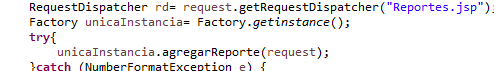 RequestDispatcher rd= request.getRequestDispatcher("Reportes.jsp");
Factory unicaInstancia= Factory.getinstance();
try{
unicaInstancia.agregarReporte(request);
}catch (NumberFormatException e) {